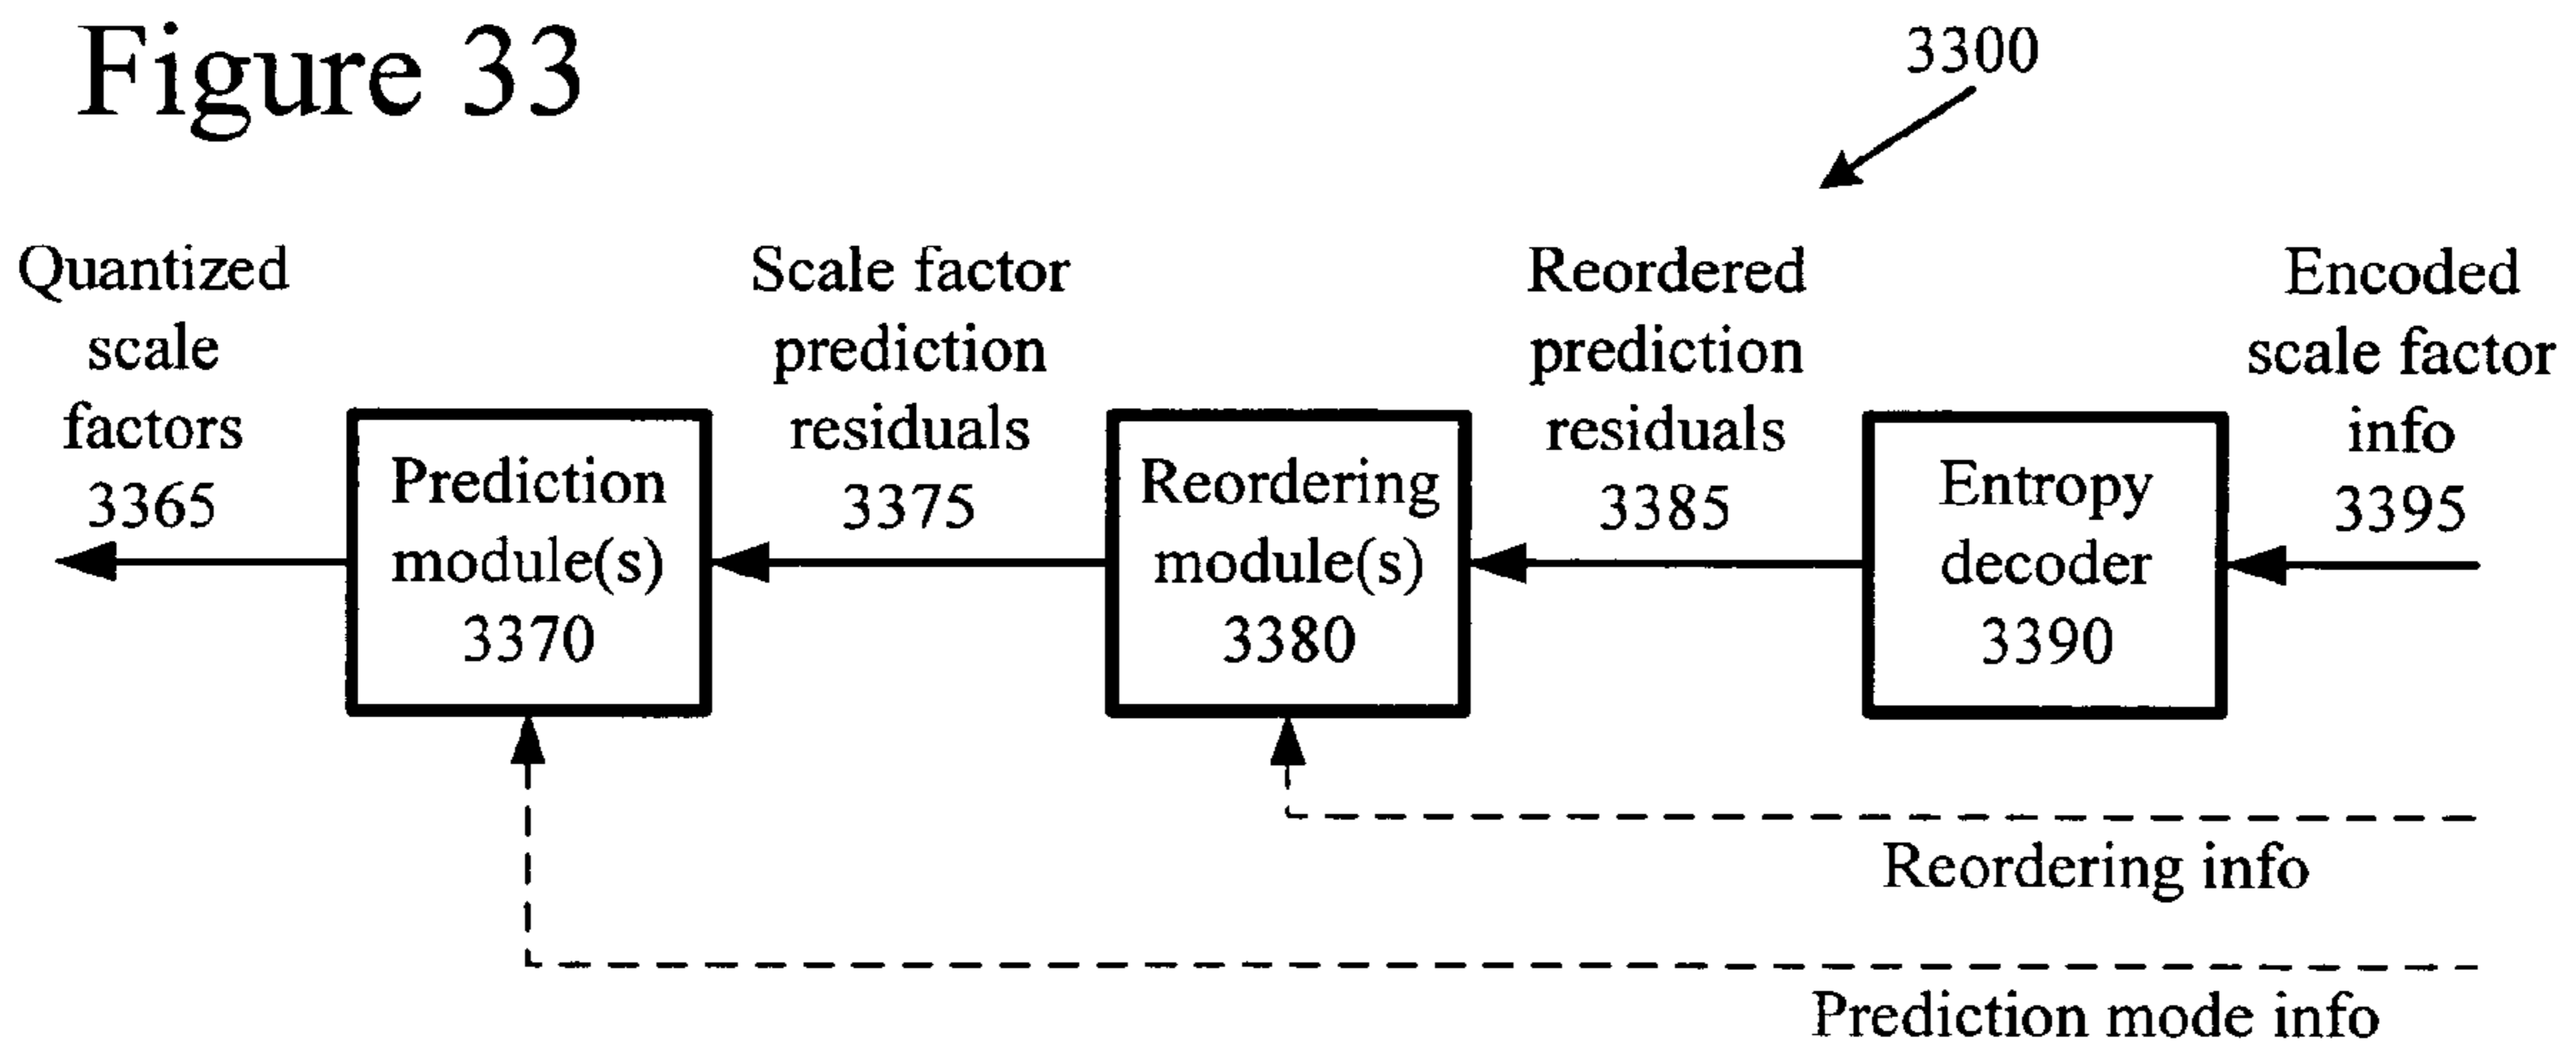 Figure 33
3300
Quantized
scale
factors
3365
Prediction
module(s)
3370
Scale factor
prediction
residuals
3375
Reordering
module(s)
3380
Reordered
prediction
residuals
3385
Entropy
decoder
3390
Encoded
scale factor
info
3395
Reordering info
Prediction mode info